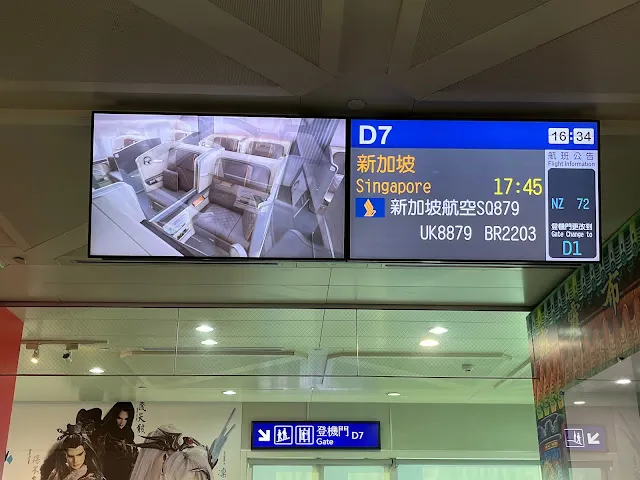 D7
16:34
新加坡
Singapore 17:45
新加坡航空SQ879
UK8879 BR2203
航班公告
Flight Information
NZ 72
登機門更改到
Gate Change to
D1
登機門 D7
Gate
Gate